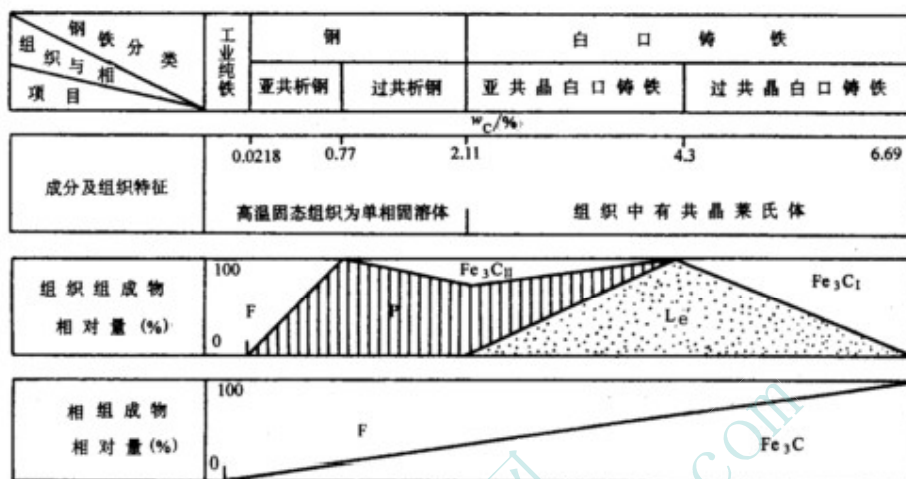 钢铁分类
组织与相
项目
工业纯铁
钢
白口铸铁
亚共析钢
过共析钢
亚共晶白口铸铁
过共晶白口铸铁
w_C/%
0.0218
0.77
2.11
4.3
6.69
成分及组织特征
高温固态组织为单相固溶体
组织中有共晶莱氏体
组织组成物
相对量(%)
100
0
F
P
Fe₃C_Ⅱ
Le
Fe₃C_Ⅰ
相组成物
相对量(%)
100
0
F
Fe₃C